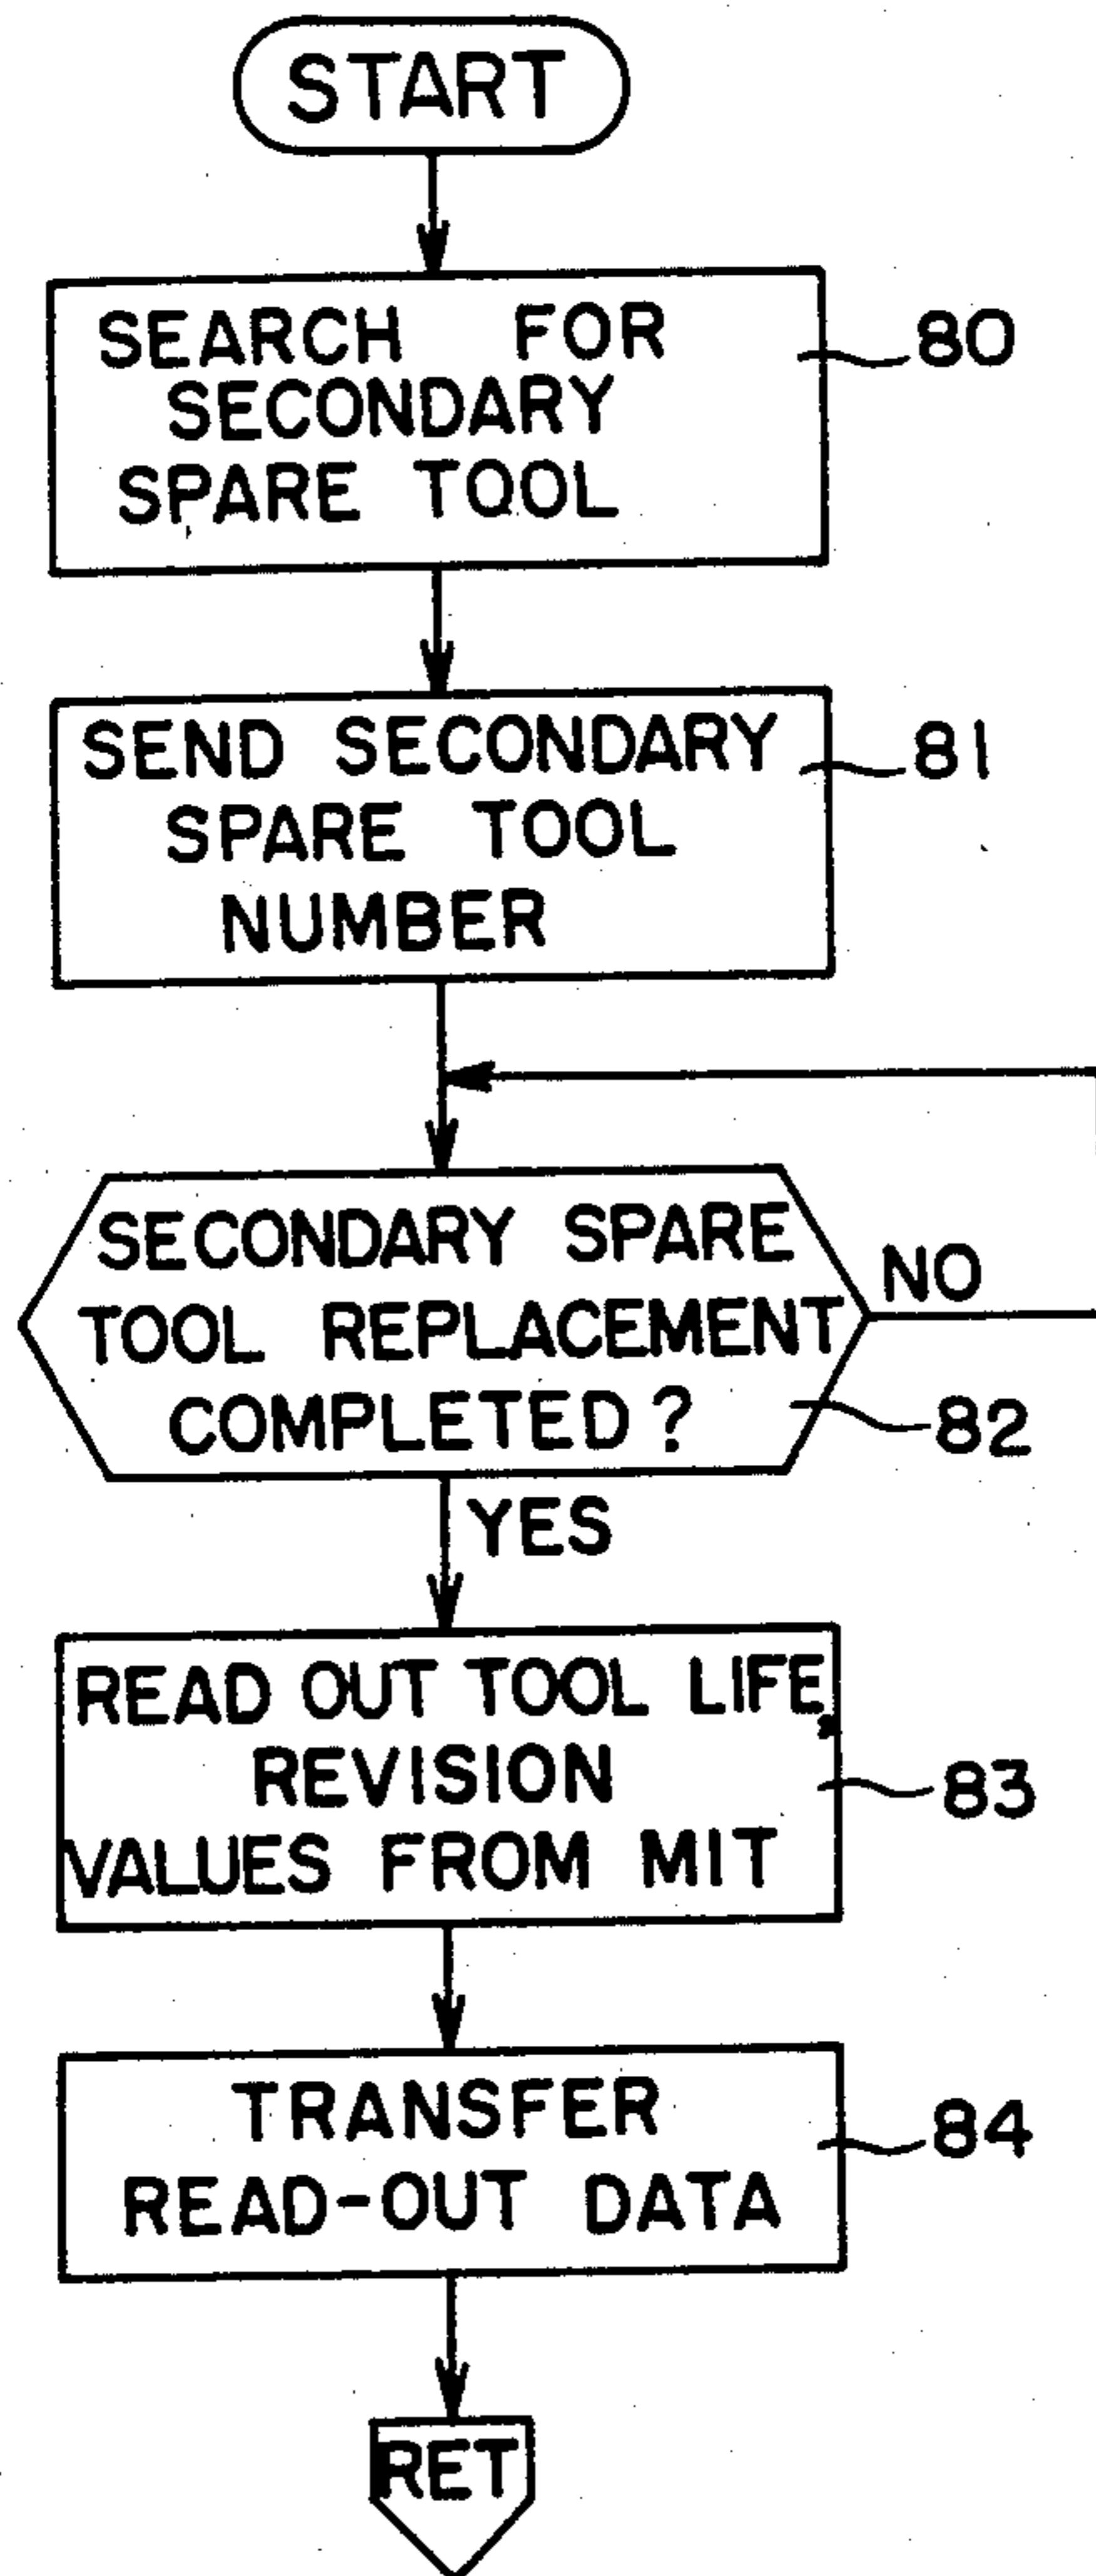 START
SEARCH FOR
SECONDARY
SPARE TOOL
80
SEND SECONDARY
SPARE TOOL
NUMBER
81
SECONDARY SPARE
TOOL REPLACEMENT
COMPLETED?
NO
82
YES
READ OUT TOOL LIFE,
REVISION
VALUES FROM MIT
83
TRANSFER
READ-OUT DATA
84
RET